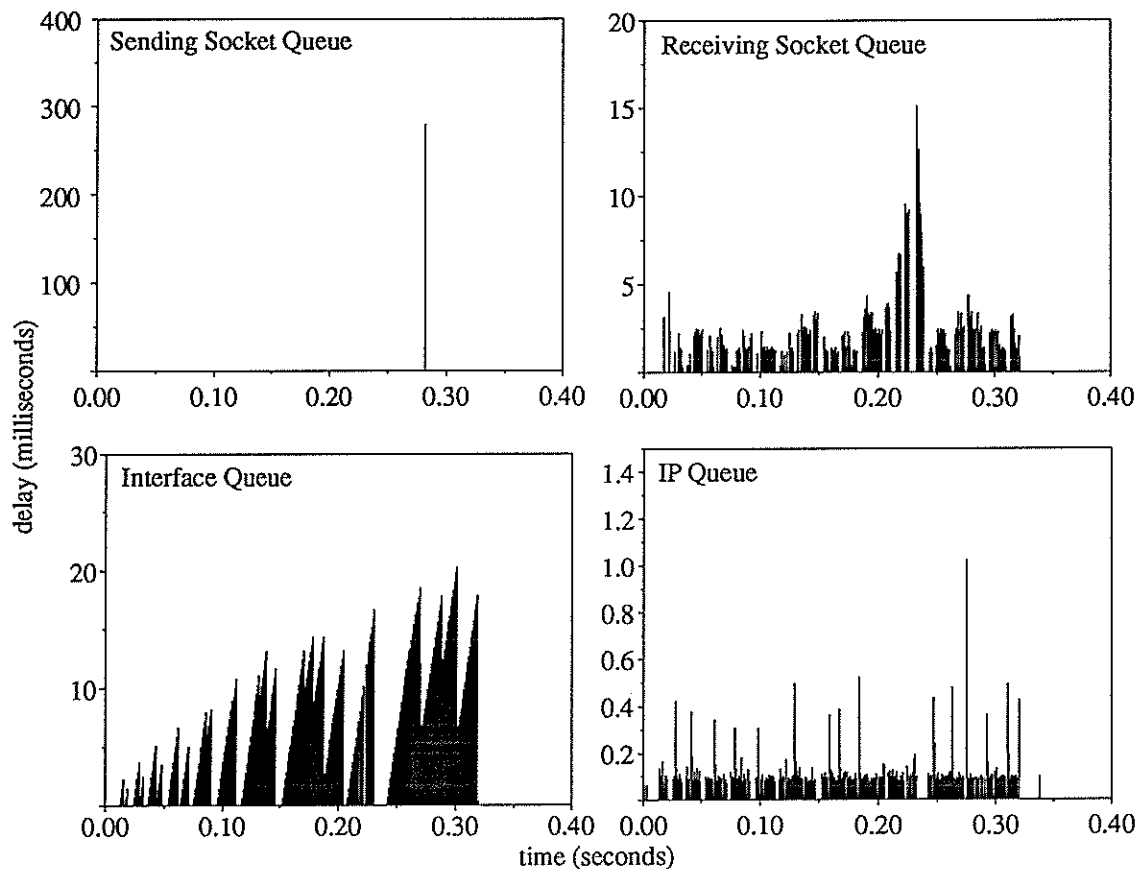 400
300
200
100
Sending Socket Queue
0.00 0.10 0.20 0.30 0.40
20
15
10
5
Receiving Socket Queue
0.00 0.10 0.20 0.30 0.40
delay (milliseconds)
30
20
10
Interface Queue
0.00 0.10 0.20 0.30 0.40
1.4
1.2
1.0
0.8
0.6
0.4
0.2
IP Queue
0.00 0.10 0.20 0.30 0.40
time (seconds)